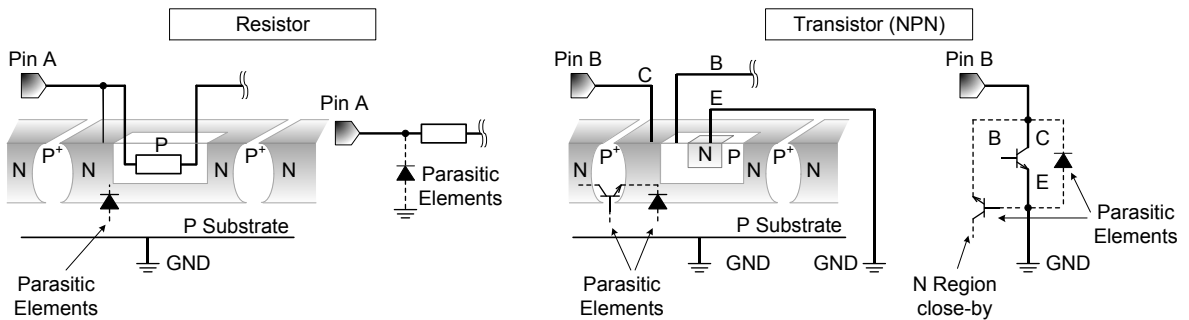 Resistor
Transistor (NPN)
Pin A
Pin B
B
Pin B
C
E
Pin A
B
C
P
N
P+
N
N
P+
N
Parasitic
Elements
N
P+
N
P
N
P+
N
E
P Substrate
P Substrate
Parasitic
Elements
GND
GND
GND
GND
Parasitic
Elements
Parasitic
Elements
N Region
close-by